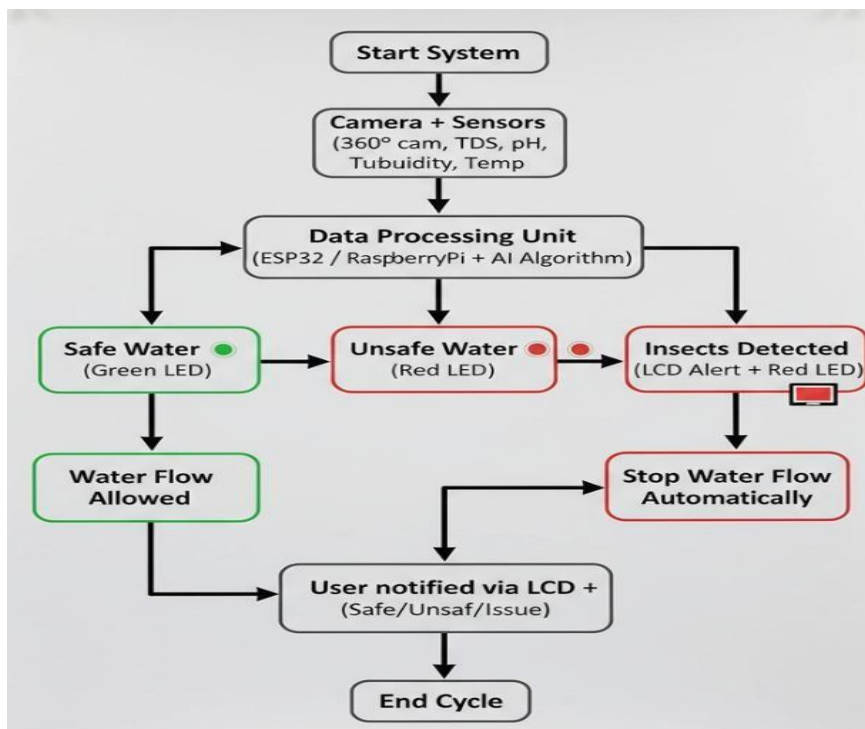 Start System
Camera + Sensors
(360° cam, TDS, pH,
Tubuidity, Temp
Data Processing Unit
(ESP32 / RaspberryPi + AI Algorithm)
Safe Water
(Green LED)
Unsafe Water
(Red LED)
Insects Detected
(LCD Alert + Red LED)
Water Flow
Allowed
Stop Water Flow
Automatically
User notified via LCD +
(Safe/Unsaf/Issue)
End Cycle